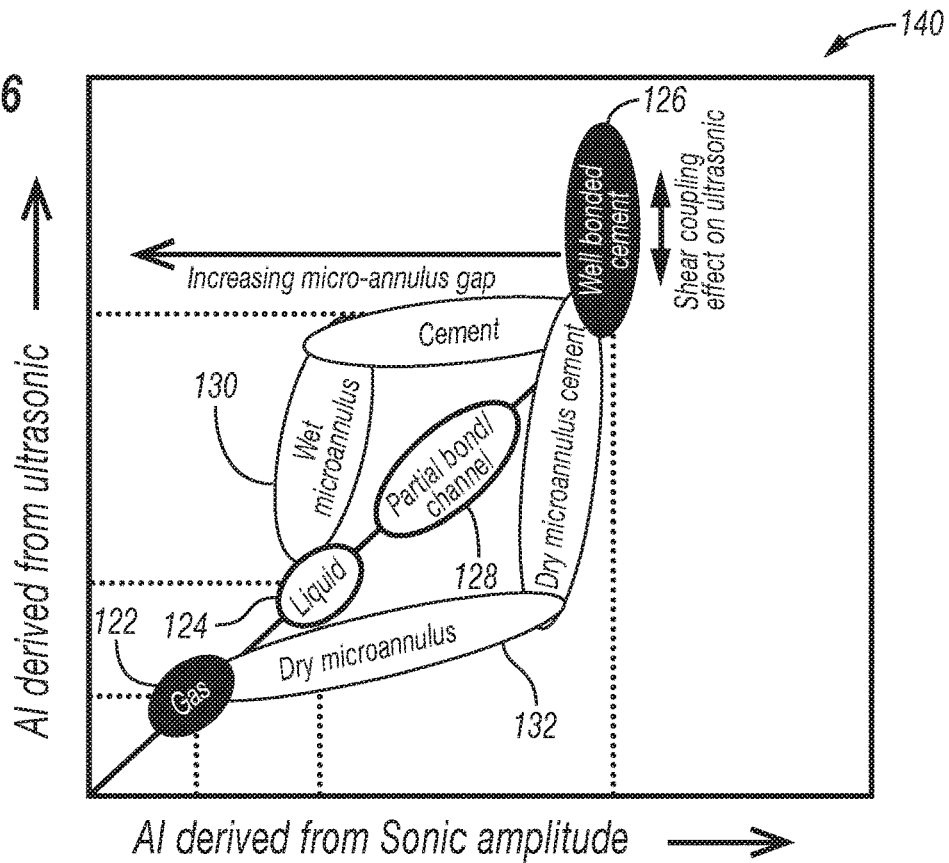 140
6
126
Well bonded
cement
Shear coupling
effect on ultrasonic
Increasing micro-annulus gap
Cement
130
Wet
microannulus
Partial bond/
channel
Dry microannulus cement
128
Liquid
124
122
Dry microannulus
Gas
132
AI derived from ultrasonic
AI derived from Sonic amplitude